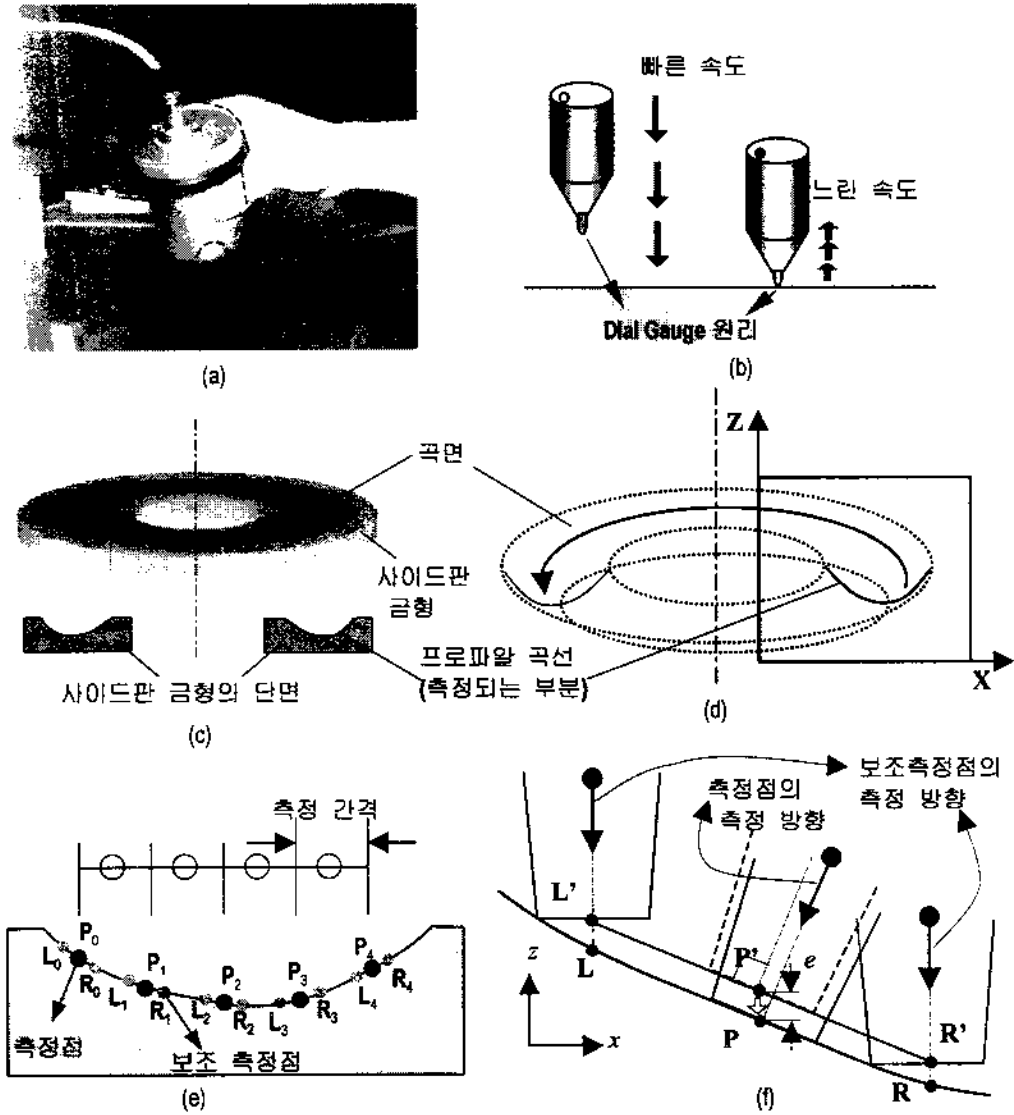 빠른 속도
느린 속도
Dial Gauge 원리
(a)
(b)
곡면
사이드판
금형
사이드판 금형의 단면
프로파일 곡선
(측정되는 부분)
(c)
Z
X
(d)
측정 간격
P0
L0
R0
P1
L1
R1
P2
L2
R2
P3
L3
R3
P4
L4
R4
측정점
보조 측정점
(e)
측정점의
측정 방향
보조측정점의
측정 방향
L'
L
P'
e
P
R'
R
z
x
(f)